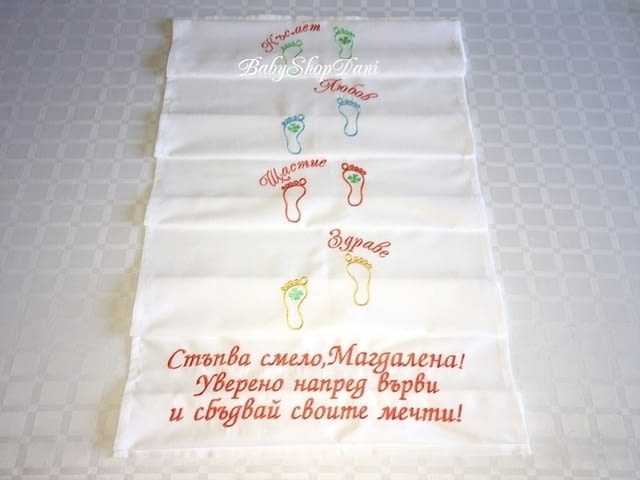 Късмет
BabyShopDani
Любов
Щастие
Здраве
Стъпва смело,Магдалена!
Уверено напред върви
и сбъдвай своите мечти!